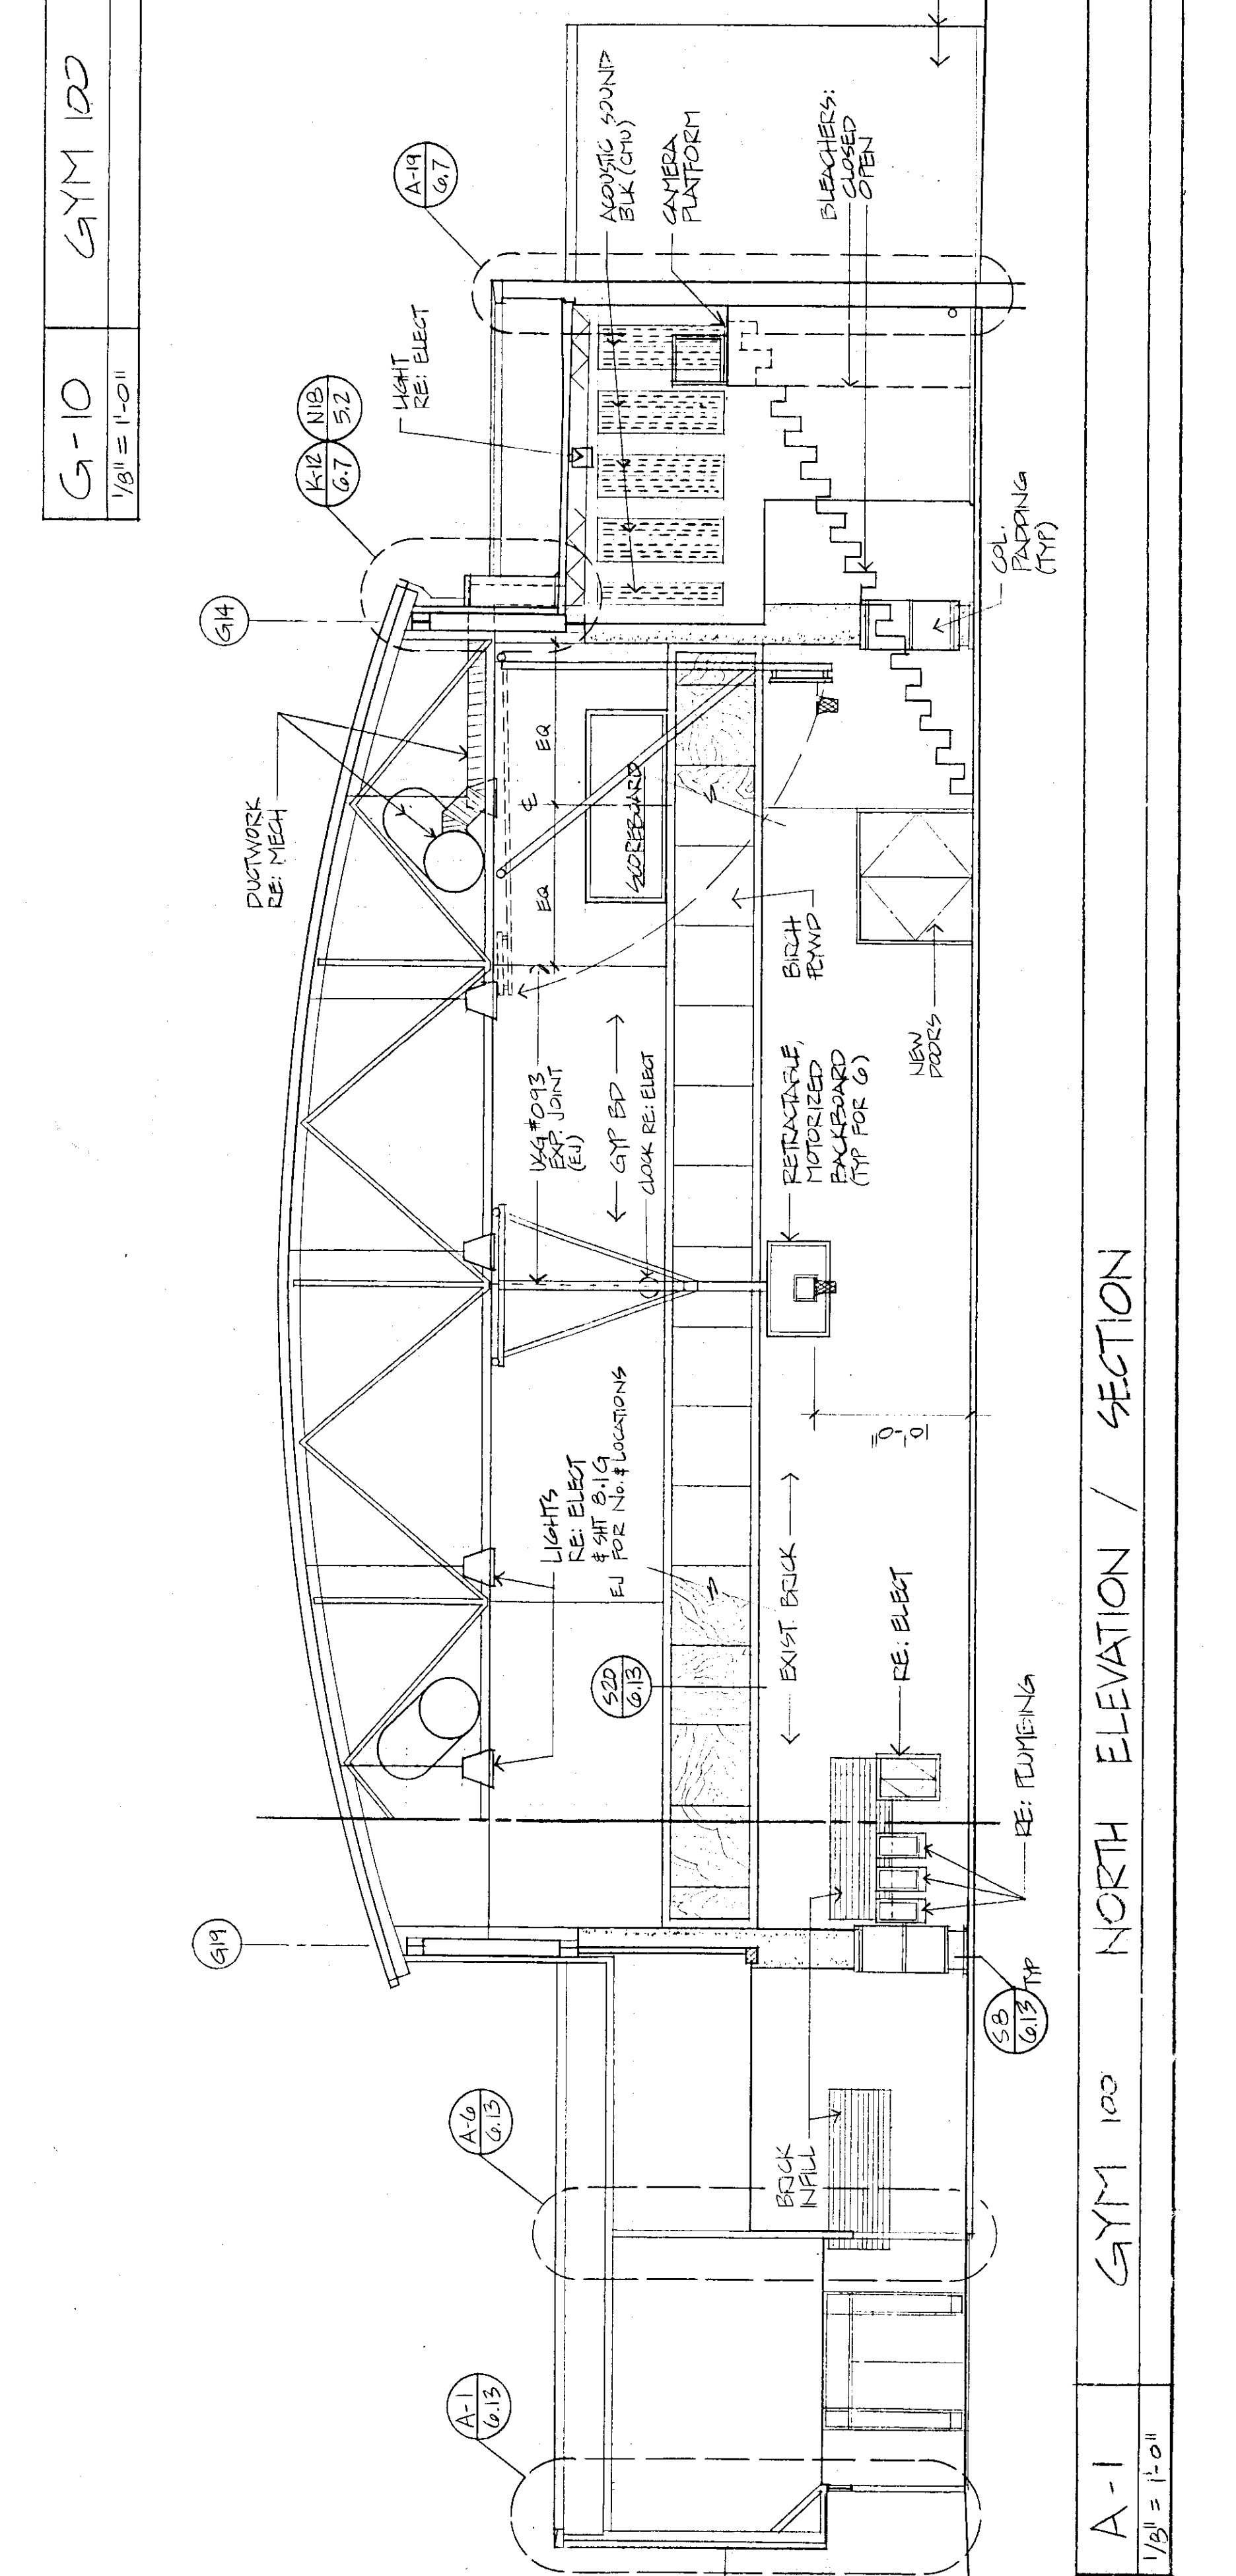 G-10 GYM 100
1/8" = 1'-0"
A-19
6.7
ACOUSTIC SOUND
BLK (CMU)
CAMERA
PLATFORM
BLEACHERS:
CLOSED
OPEN
LIGHT
RE: ELECT
K-12
6.7
N18
5.2
G14
COL.
PADDING
(TYP)
DUCTWORK
RE: MECH
EQ
℄
EQ
SCOREBOARD
BIRCH
PLYWD
NEW
DOORS
USG #093
EXP. JOINT
(EJ)
GYP BD
CLOCK RE: ELECT
RETRACTABLE,
MOTORIZED
BACKBOARD
(TYP FOR 6)
10'-0"
LIGHTS
RE: ELECT
& SHT 8.1G
FOR No. & LOCATIONS
EJ
EXIST. BRICK
S20
6.13
RE: ELECT
RE: PLUMBING
G19
S8
6.13
TYP
A-6
6.13
BRICK
INFILL
A-1
6.13
A-1 GYM 100 NORTH ELEVATION / SECTION
1/8" = 1'-0"